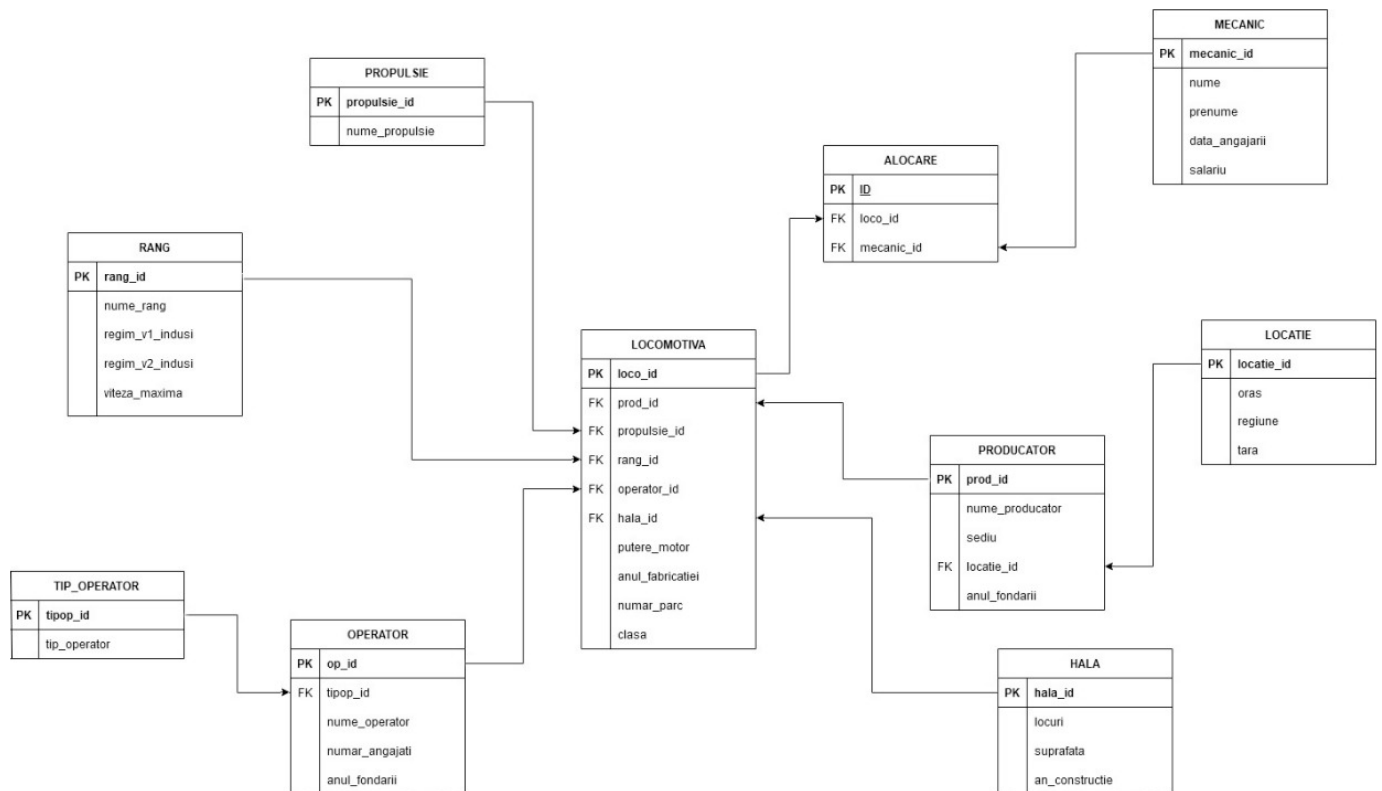 MECANIC
PK mecanic_id
nume
prenume
data_angajarii
salariu
PROPULSIE
PK propulsie_id
nume_propulsie
ALOCARE
PK ID
FK loco_id
FK mecanic_id
RANG
PK rang_id
nume_rang
regim_v1_indusi
regim_v2_indusi
viteza_maxima
LOCOMOTIVA
PK loco_id
FK prod_id
FK propulsie_id
FK rang_id
FK operator_id
FK hala_id
putere_motor
anul_fabricatiei
numar_parc
clasa
LOCATIE
PK locatie_id
oras
regiune
tara
PRODUCATOR
PK prod_id
nume_producator
sediu
FK locatie_id
anul_fondarii
TIP_OPERATOR
PK tipop_id
tip_operator
OPERATOR
PK op_id
FK tipop_id
nume_operator
numar_angajati
anul_fondarii
HALA
PK hala_id
locuri
suprafata
an_constructie